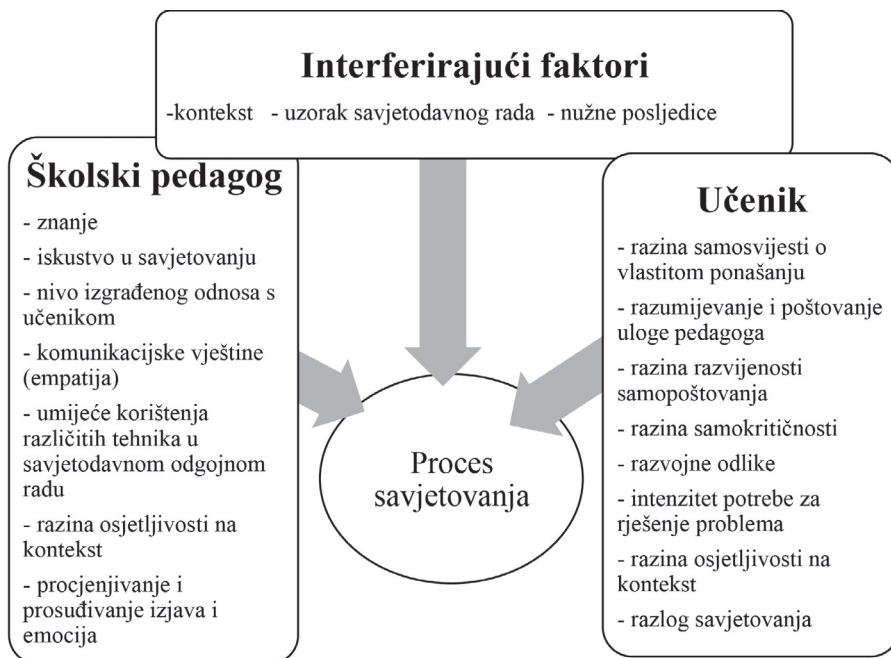 Interferirajući faktori
-kontekst - uzorak savjetodavnog rada - nužne posljedice
Školski pedagog
- znanje
- iskustvo u savjetovanju
- nivo izgrađenog odnosa s
učenikom
- komunikacijske vještine
(empatija)
- umijeće korištenja
različitih tehnika u
savjetodavnom odgojnom
radu
- razina osjetljivosti na
kontekst
- procjenjivanje i
prosuđivanje izjava i
emocija
Proces
savjetovanja
Učenik
- razina samosvijesti o
vlastitom ponašanju
- razumijevanje i poštovanje
uloge pedagoga
- razina razvijenosti
samopoštovanja
- razina samokritičnosti
- razvojne odlike
- intenzitet potrebe za
rješenje problema
- razina osjetljivosti na
kontekst
- razlog savjetovanja